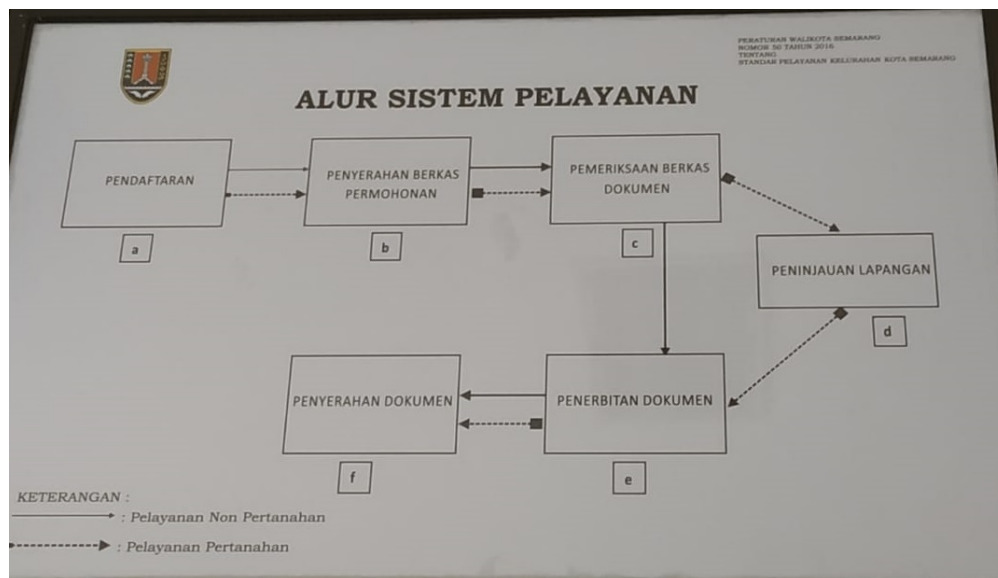 PERATURAN WALIKOTA SEMARANG
NOMOR 50 TAHUN 2016
TENTANG
STANDAR PELAYANAN KELURAHAN KOTA SEMARANG
ALUR SISTEM PELAYANAN
PENDAFTARAN
a
PENYERAHAN BERKAS
PERMOHONAN
b
PEMERIKSAAN BERKAS
DOKUMEN
c
PENINJAUAN LAPANGAN
d
PENERBITAN DOKUMEN
e
PENYERAHAN DOKUMEN
f
KETERANGAN :
: Pelayanan Non Pertanahan
: Pelayanan Pertanahan